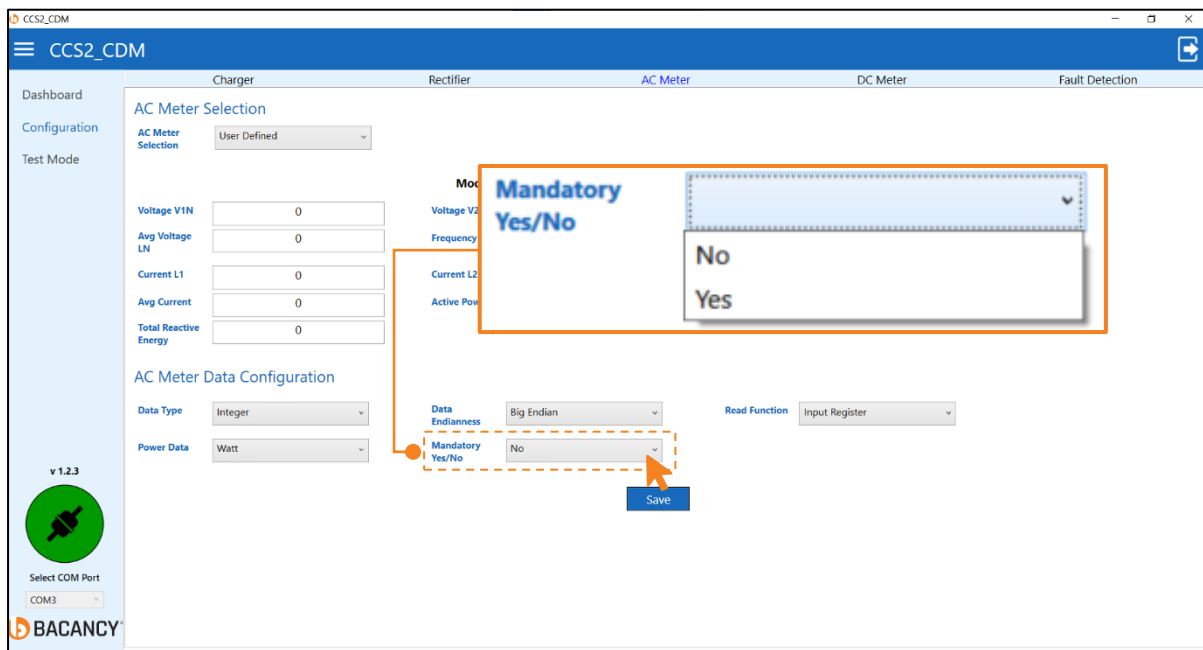 CCS2_CDM
CCS2_CDM
Charger Rectifier AC Meter DC Meter Fault Detection
Dashboard
Configuration
Test Mode
AC Meter Selection
AC Meter
Selection
User Defined
Voltage V1N 0
Avg Voltage
LN
0
Frequency
Current L1 0 Current L2
Avg Current 0
Total Reactive
Energy
0
Mandatory
Yes/No
No
Yes
AC Meter Data Configuration
Data Type Integer
Data
Endianness
Big Endian
Read Function Input Register
Power Data Watt
Mandatory
Yes/No
No
Save
v 1.2.3
Select COM Port
COM3
BACANCY